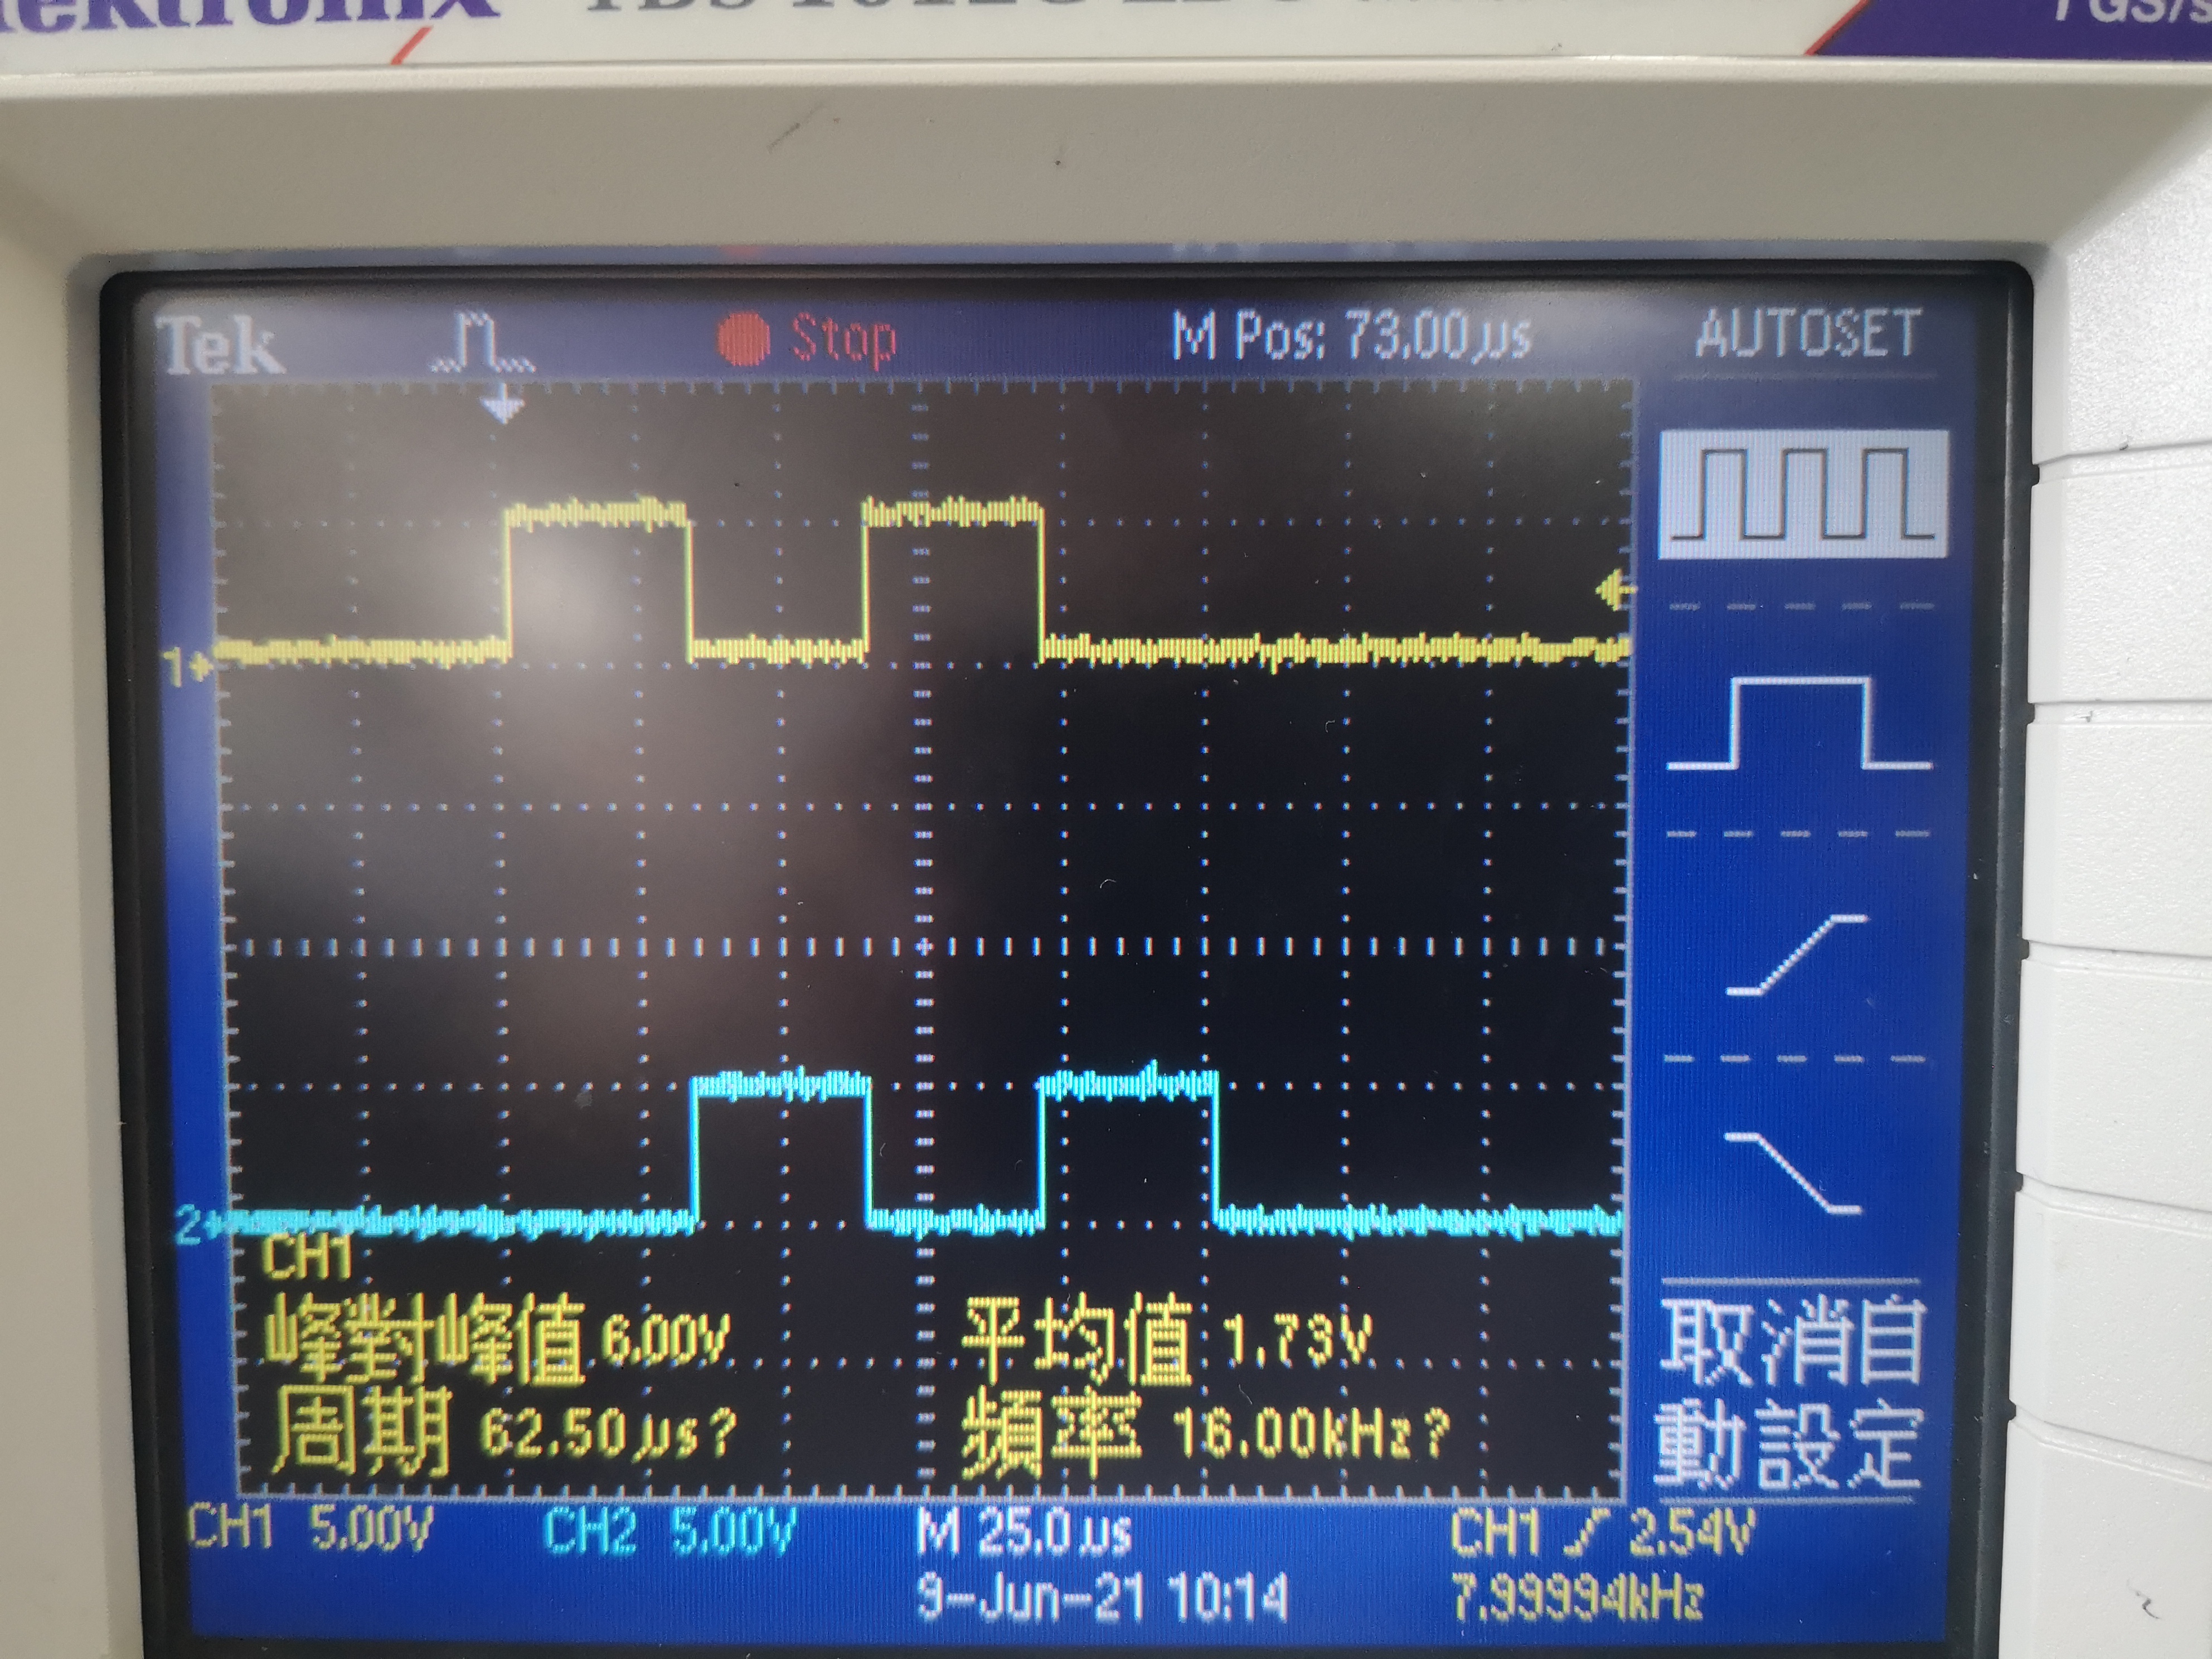 Tek Stop M Pos: 73.00µs AUTOSET
1
2
CH1
峰對峰值 6.00V 平均值 1.73V
周期 62.50µs? 頻率 16.00kHz?
取消自
動設定
CH1 5.00V CH2 5.00V M 25.0µs CH1 2.54V
9-Jun-21 10:14 7.99994kHz